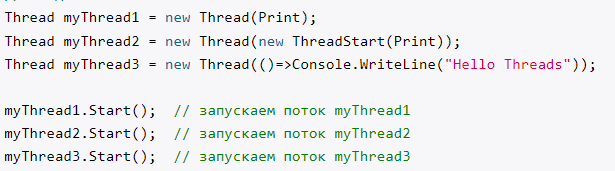 Thread myThread1 = new Thread(Print);
Thread myThread2 = new Thread(new ThreadStart(Print));
Thread myThread3 = new Thread(()=>Console.WriteLine("Hello Threads"));
myThread1.Start();  // запускаем поток myThread1
myThread2.Start();  // запускаем поток myThread2
myThread3.Start();  // запускаем поток myThread3